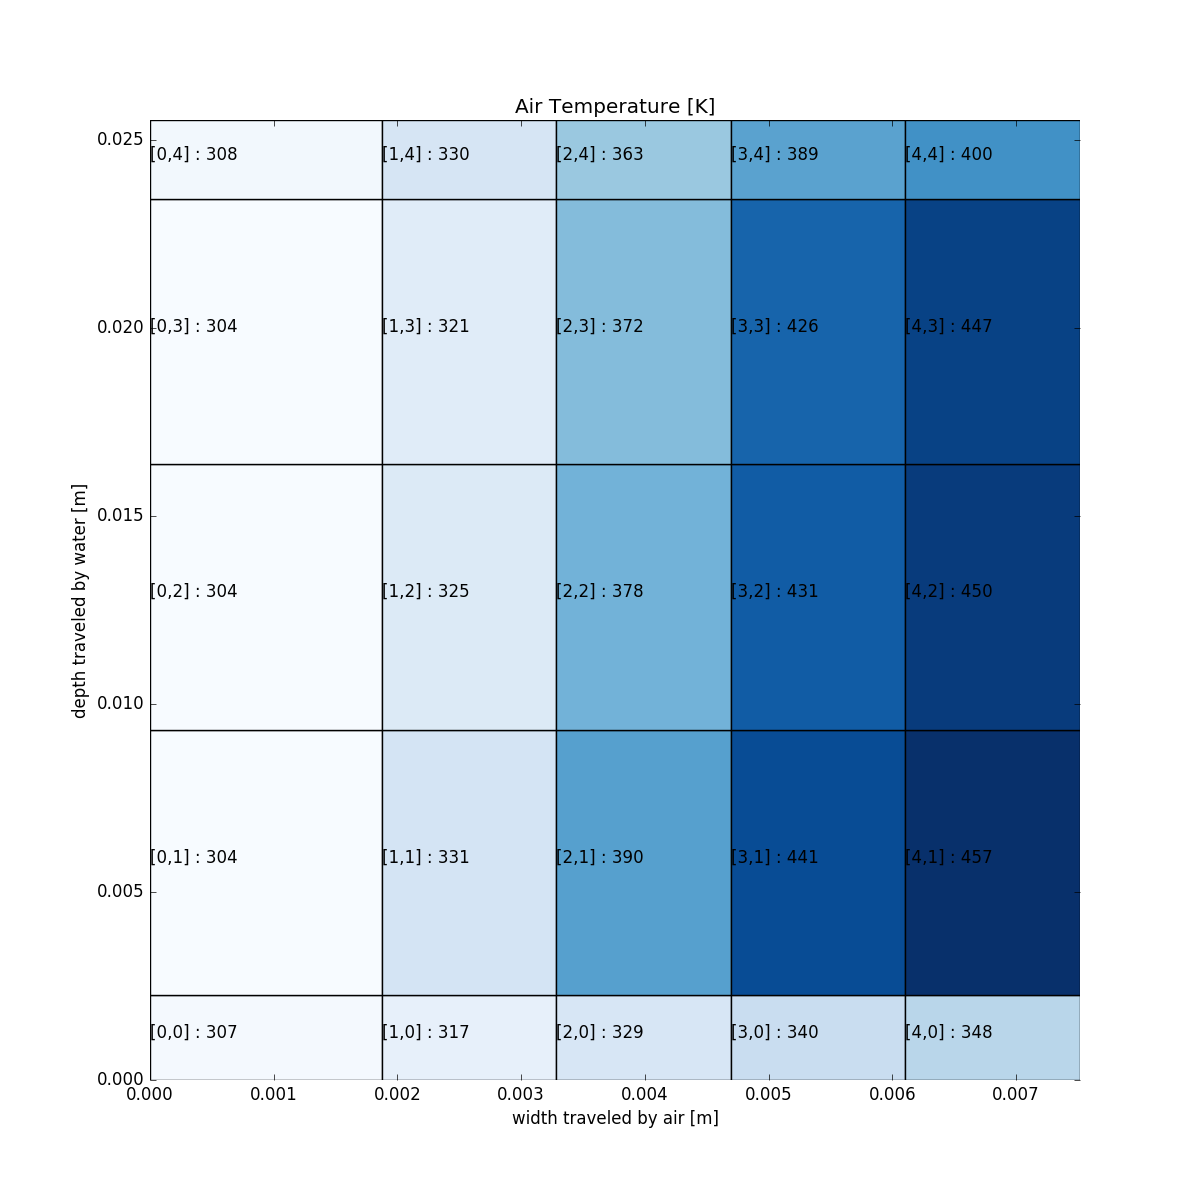 Air Temperature [K]
0.025
[0,4] : 308
[1,4] : 330
[2,4] : 363
[3,4] : 389
[4,4] : 400
0.020
[0,3] : 304
[1,3] : 321
[2,3] : 372
[3,3] : 426
[4,3] : 447
0.015
[0,2] : 304
[1,2] : 325
[2,2] : 378
[3,2] : 431
[4,2] : 450
depth traveled by water [m]
0.010
[0,1] : 304
[1,1] : 331
[2,1] : 390
[3,1] : 441
[4,1] : 457
0.005
[0,0] : 307
[1,0] : 317
[2,0] : 329
[3,0] : 340
[4,0] : 348
0.000
0.000 0.001 0.002 0.003 0.004 0.005 0.006 0.007
width traveled by air [m]